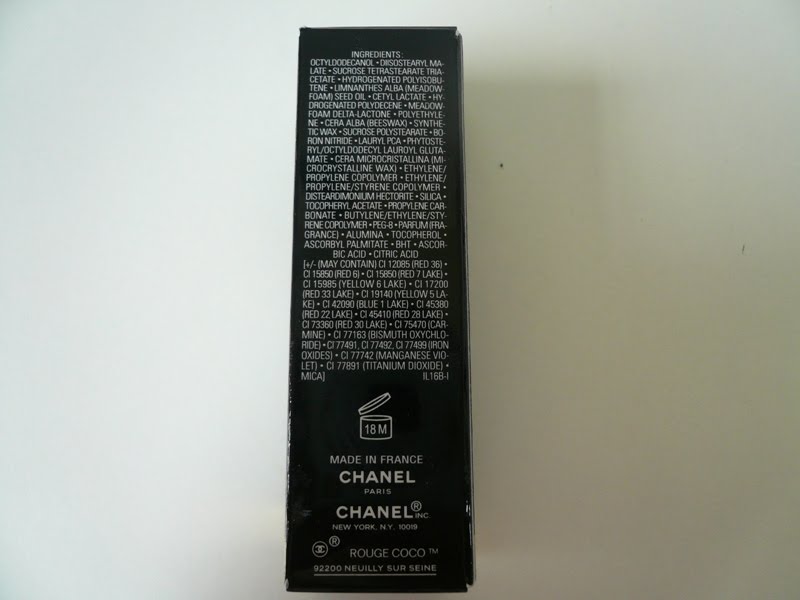 INGREDIENTS:
OCTYLDODECANOL • DIISOSTEARYL MA-
LATE • SUCROSE TETRASTEARATE TRIA-
CETATE • HYDROGENATED POLYISOBU-
TENE • LIMNANTHES ALBA (MEADOW-
FOAM) SEED OIL • CETYL LACTATE • HY-
DROGENATED POLYDECENE • MEADOW-
FOAM DELTA-LACTONE • POLYETHYLE-
NE • CERA ALBA (BEESWAX) • SYNTHE-
TIC WAX • SUCROSE POLYSTEARATE • BO-
RON NITRIDE • LAURYL PCA • PHYTOSTE-
RYL/OCTYLDODECYL LAUROYL GLUTA-
MATE • CERA MICROCRISTALLINA (MI-
CROCRYSTALLINE WAX) • ETHYLENE/
PROPYLENE COPOLYMER • ETHYLENE/
PROPYLENE/STYRENE COPOLYMER •
DISTEARDIMONIUM HECTORITE • SILICA •
TOCOPHERYL ACETATE • PROPYLENE CAR-
BONATE • BUTYLENE/ETHYLENE/STY-
RENE COPOLYMER • PEG-8 • PARFUM (FRA-
GRANCE) • ALUMINA • TOCOPHEROL •
ASCORBYL PALMITATE • BHT • ASCOR-
BIC ACID • CITRIC ACID
[+/- (MAY CONTAIN) CI 12085 (RED 36) •
CI 15850 (RED 6) • CI 15850 (RED 7 LAKE) •
CI 15985 (YELLOW 6 LAKE) • CI 17200
(RED 33 LAKE) • CI 19140 (YELLOW 5 LA-
KE) • CI 42090 (BLUE 1 LAKE) • CI 45380
(RED 22 LAKE) • CI 45410 (RED 28 LAKE) •
CI 73360 (RED 30 LAKE) • CI 75470 (CAR-
MINE) • CI 77163 (BISMUTH OXYCHLO-
RIDE) • CI 77491, CI 77492, CI 77499 (IRON
OXIDES) • CI 77742 (MANGANESE VIO-
LET) • CI 77891 (TITANIUM DIOXIDE) •
MICA] IL16B-I
18 M
MADE IN FRANCE
CHANEL
PARIS
CHANEL® INC.
NEW YORK, N.Y. 10019
® ROUGE COCO™
92200 NEUILLY SUR SEINE